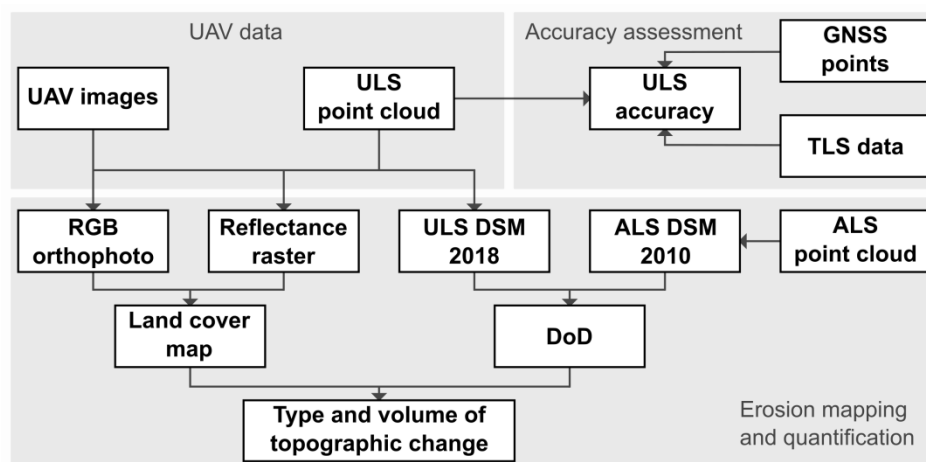 UAV data
Accuracy assessment
GNSS
points
UAV images
ULS
point cloud
ULS
accuracy
TLS data
RGB
orthophoto
Reflectance
raster
ULS DSM
2018
ALS DSM
2010
ALS
point cloud
Land cover
map
DoD
Type and volume of
topographic change
Erosion mapping
and quantification